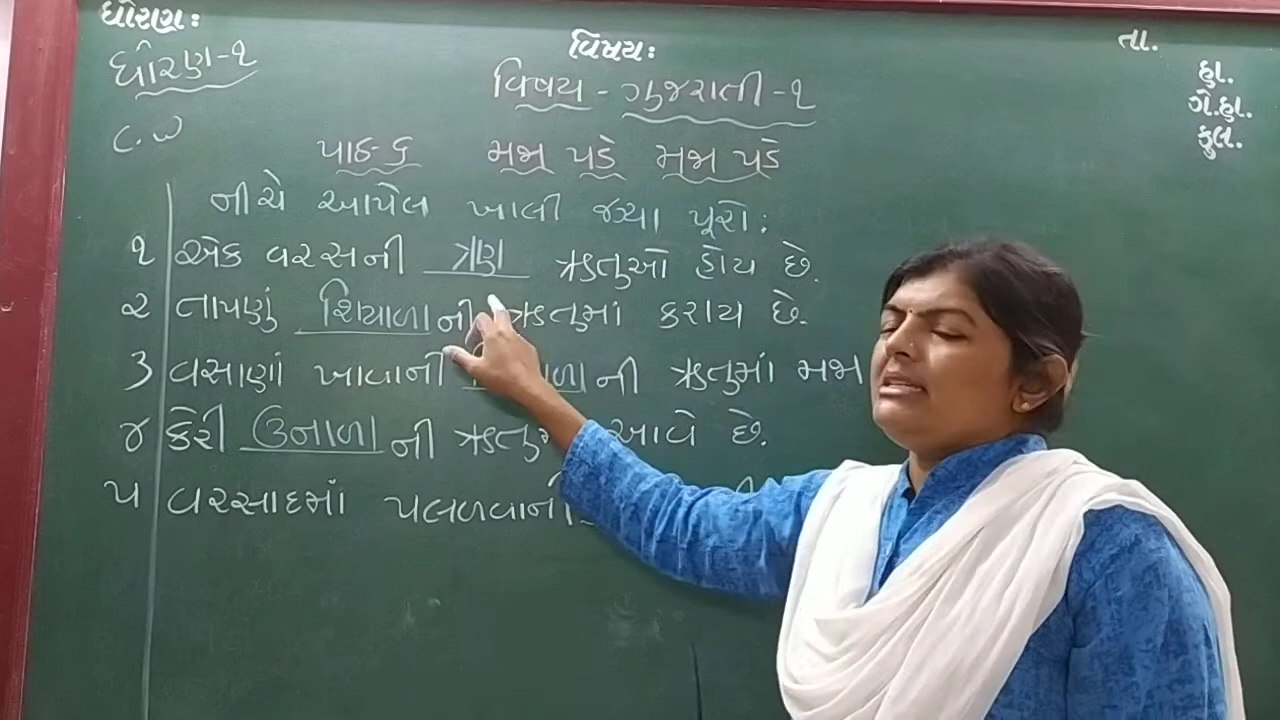 ધોરણ:
વિષય:
તા.
ધોરણ-૧
હા.
વિષય - ગુજરાતી-૧
ગે.હા.
C.W
કુલ.
પાઠ ૬ મજા પડે મજા પડે
નીચે આપેલ ખાલી જગ્યા પૂરો:
૧ એક વરસની ત્રણ ઋતુઓ હોય છે.
૨ તાપણું શિયાળાની ઋતુમાં કરાય છે.
૩ વસાણાં ખાવાની ની ઋતુમાં મજા
૪ કેરી ઉનાળાની આવે છે.
૫ વરસાદમાં પલળવાની